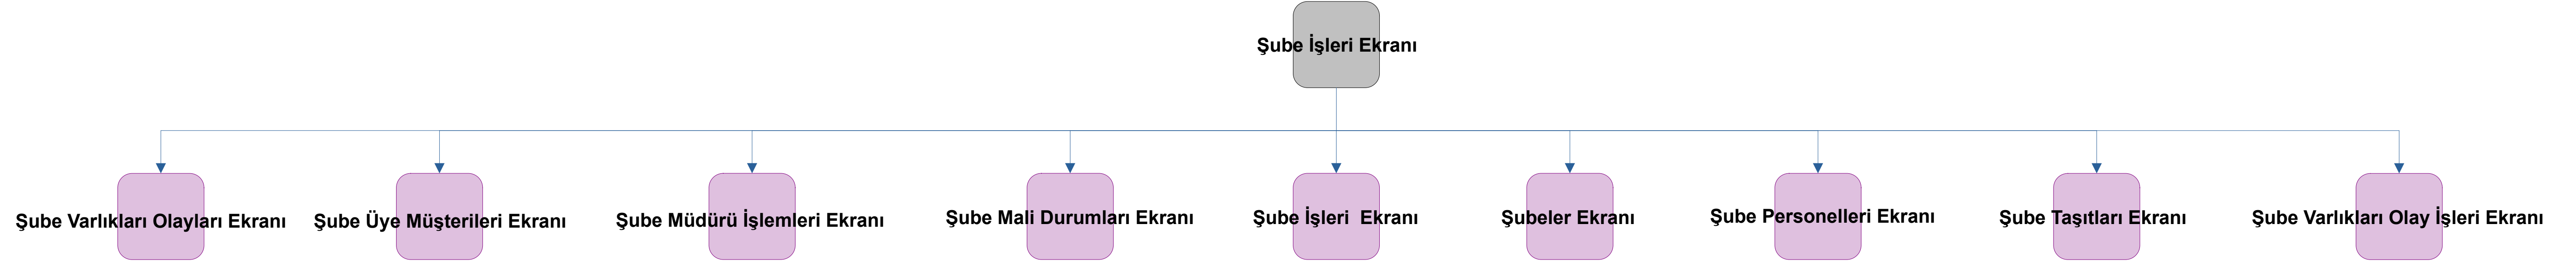 Şube İşleri Ekranı
Şube Varlıkları Olayları Ekranı
Şube Üye Müşterileri Ekranı
Şube Müdürü İşlemleri Ekranı
Şube Mali Durumları Ekranı
Şube İşleri  Ekranı
Şubeler Ekranı
Şube Personelleri Ekranı
Şube Taşıtları Ekranı
Şube Varlıkları Olay İşleri Ekranı